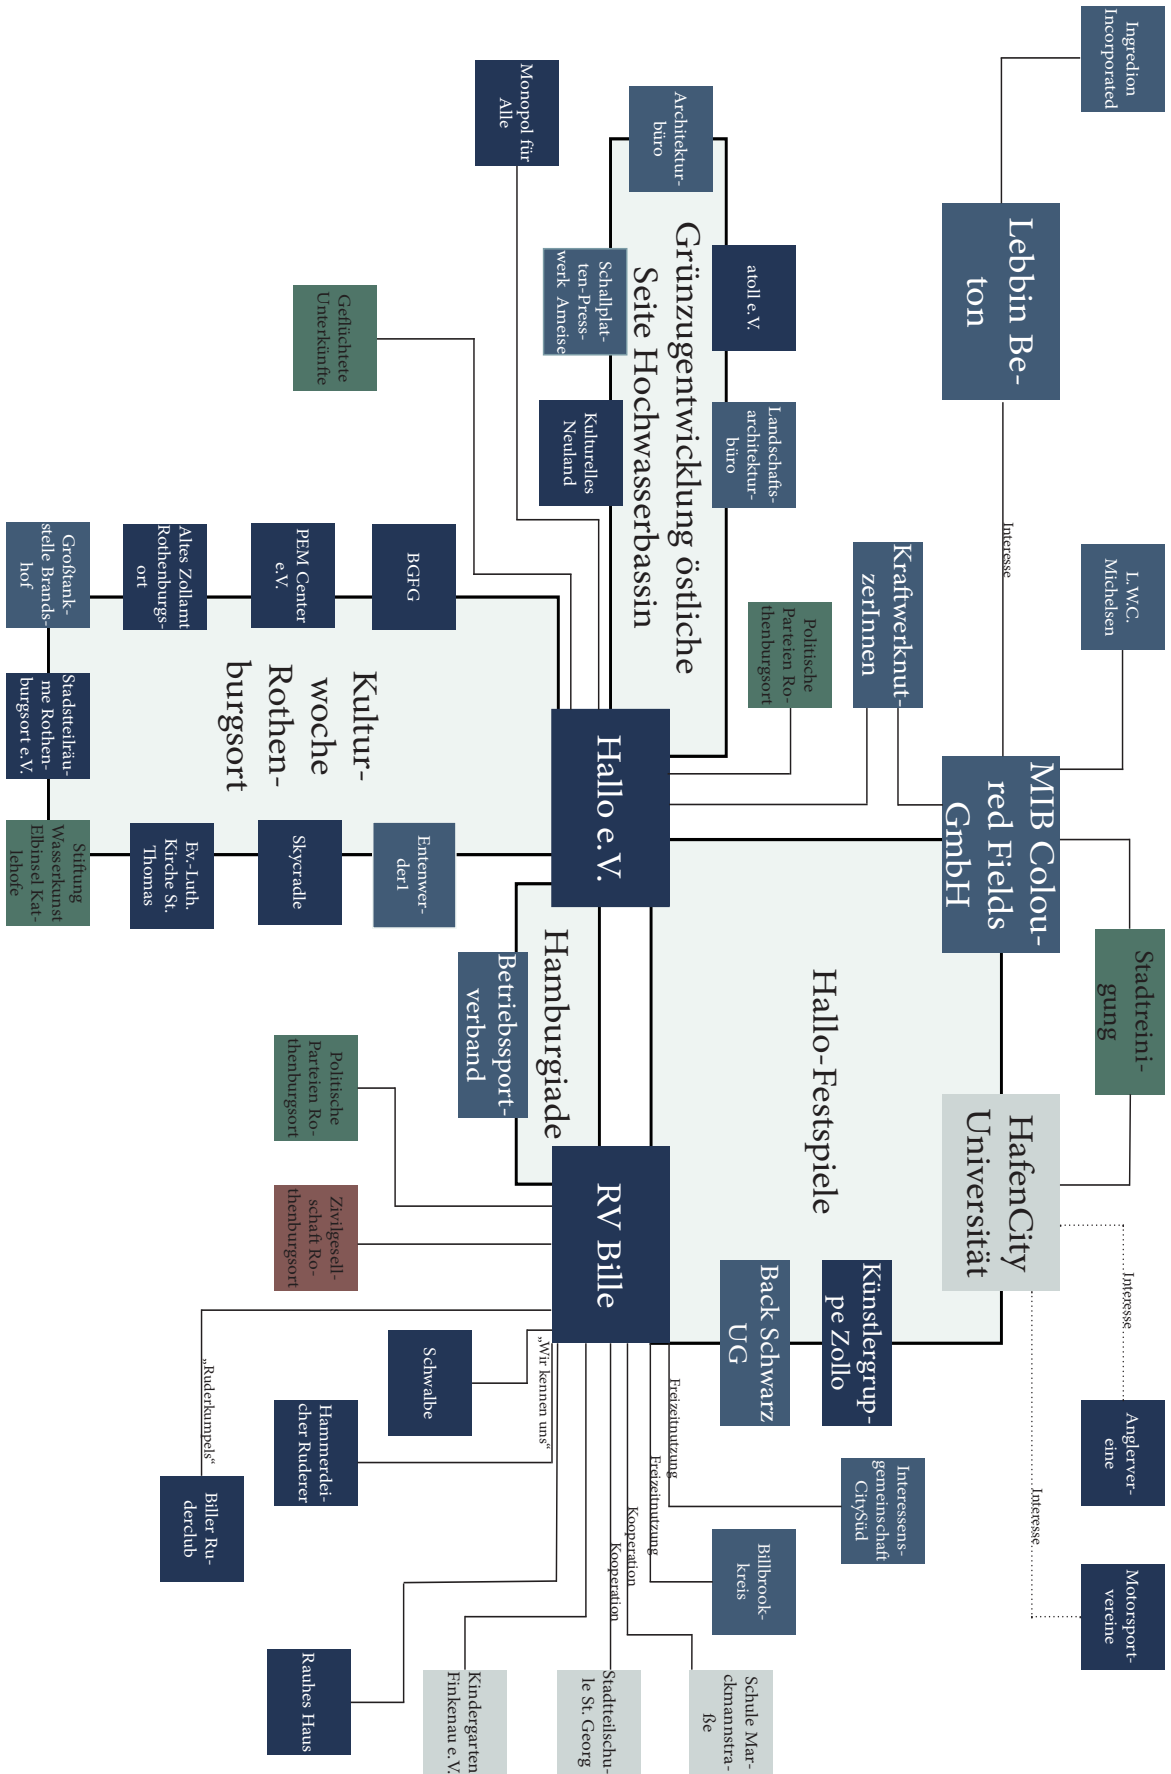 Ingredion
Incorporated
Lebbin Be-
ton
Interesse
L.W.C.
Michelsen
MIB Colou-
red Fields
GmbH
Stadtreini-
gung
HafenCity
Universität
Interesse
Interesse
Anglerver-
eine
Motorsport-
vereine
Monopol für
Alle
Architektur-
büro
atoll e.V.
Landschafts-
architektur-
büro
Grünzugentwicklung östliche
Seite Hochwasserbassin
Schallplat-
ten-Press-
werk Ameise
Kulturelles
Neuland
KraftwerknutzerInnen
Politische
Parteien Ro-
thenburgsort
Hallo-Festspiele
Künstlergrup-
pe Zollo
Back Schwarz
UG
Interessens-
gemeinschaft
CitySüd
Billbrook-
kreis
Schule Mar-
ckmannstra-
ße
Stadtteilschu-
le St. Georg
Kindergarten
Finkenau e.V.
Rauhes Haus
Freizeitnutzung
Freizeitnutzung
Kooperation
Kooperation
Hallo e.V.
RV Bille
Hamburgiade
Betriebssport-
verband
Geflüchtete
Unterkünfte
BGFG
PEM Center
e.V.
Altes Zollamt
Rothenburgs-
ort
Großtank-
stelle Brands-
hof
Kultur-
woche
Rothen-
burgsort
Stadstteilräu-
me Rothen-
burgsort e.V.
Stiftung
Wasserkunst
Elbinsel Kal-
tehofe
Ev.-Luth.
Kirche St.
Thomas
Skycradle
Entenwer-
der1
Politische
Parteien Ro-
thenburgsort
Zivilgesell-
schaft Ro-
thenburgsort
Schwalbe
„Wir kennen uns“
Hammerdei-
cher Ruderer
„Ruderkumpels“
Biller Ru-
derclub